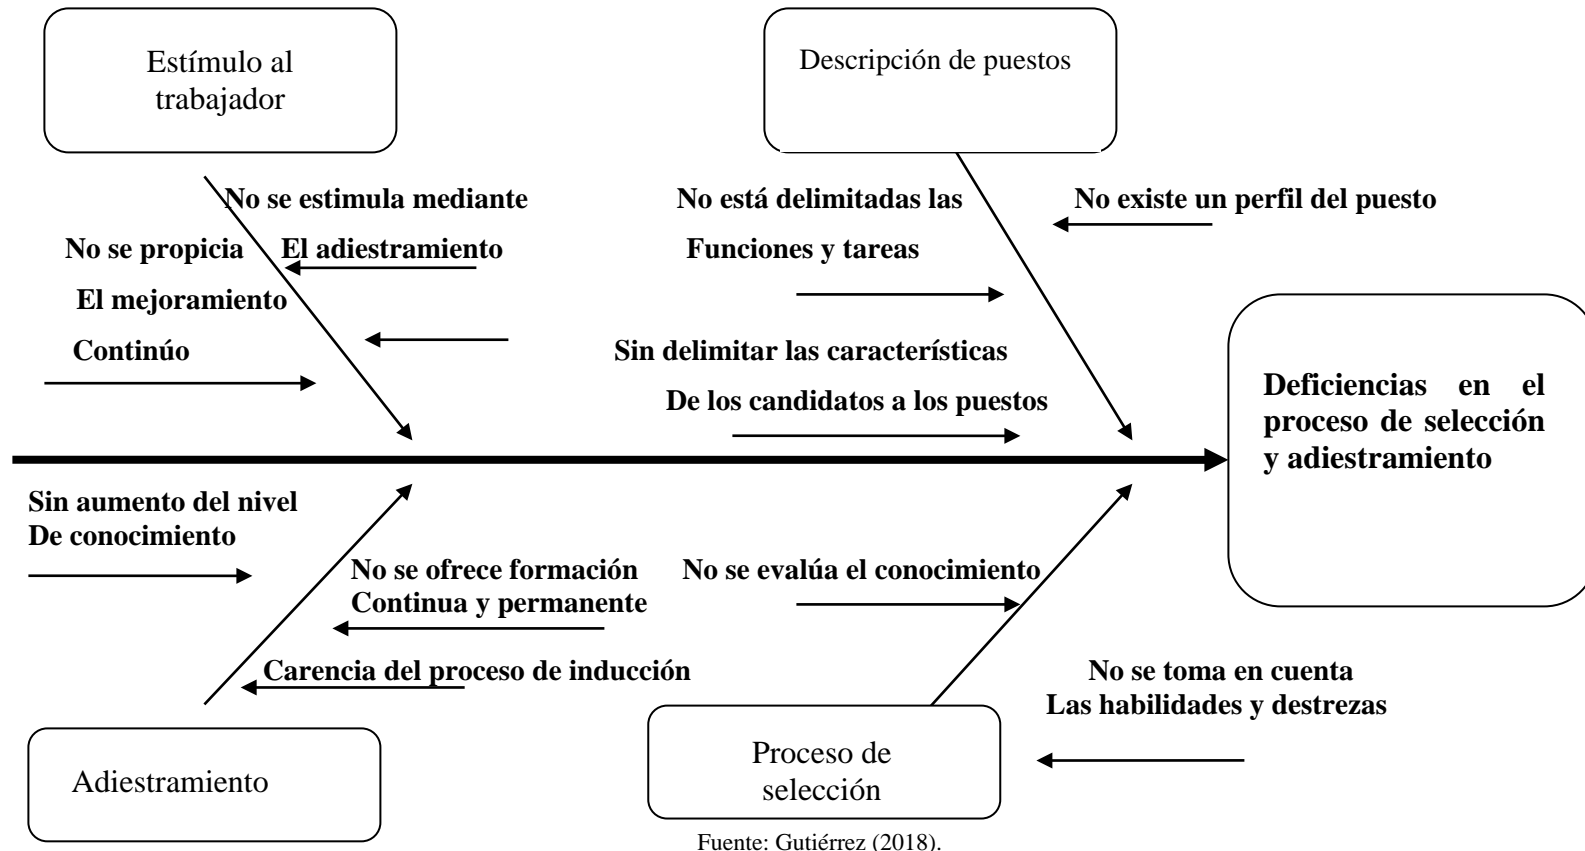 Estímulo al
trabajador
Descripción de puestos
No se estimula mediante
El adiestramiento
No se propicia
El mejoramiento
Continúo
No está delimitadas las
Funciones y tareas
No existe un perfil del puesto
Sin delimitar las características
De los candidatos a los puestos
Deficiencias en el
proceso de selección
y adiestramiento
Sin aumento del nivel
De conocimiento
No se ofrece formación
Continua y permanente
Carencia del proceso de inducción
No se evalúa el conocimiento
No se toma en cuenta
Las habilidades y destrezas
Adiestramiento
Proceso de
selección
Fuente: Gutiérrez (2018).